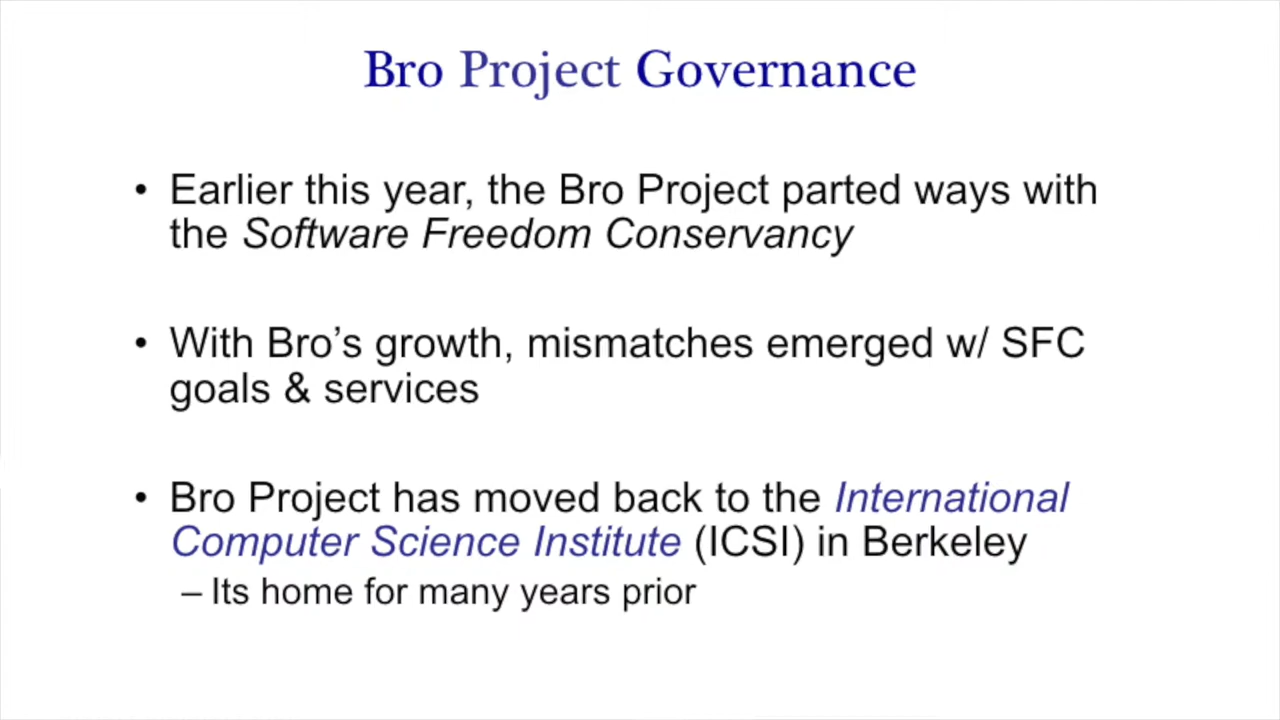 Bro Project Governance
• Earlier this year, the Bro Project parted ways with
the Software Freedom Conservancy
• With Bro’s growth, mismatches emerged w/ SFC
goals & services
• Bro Project has moved back to the International
Computer Science Institute (ICSI) in Berkeley
– Its home for many years prior